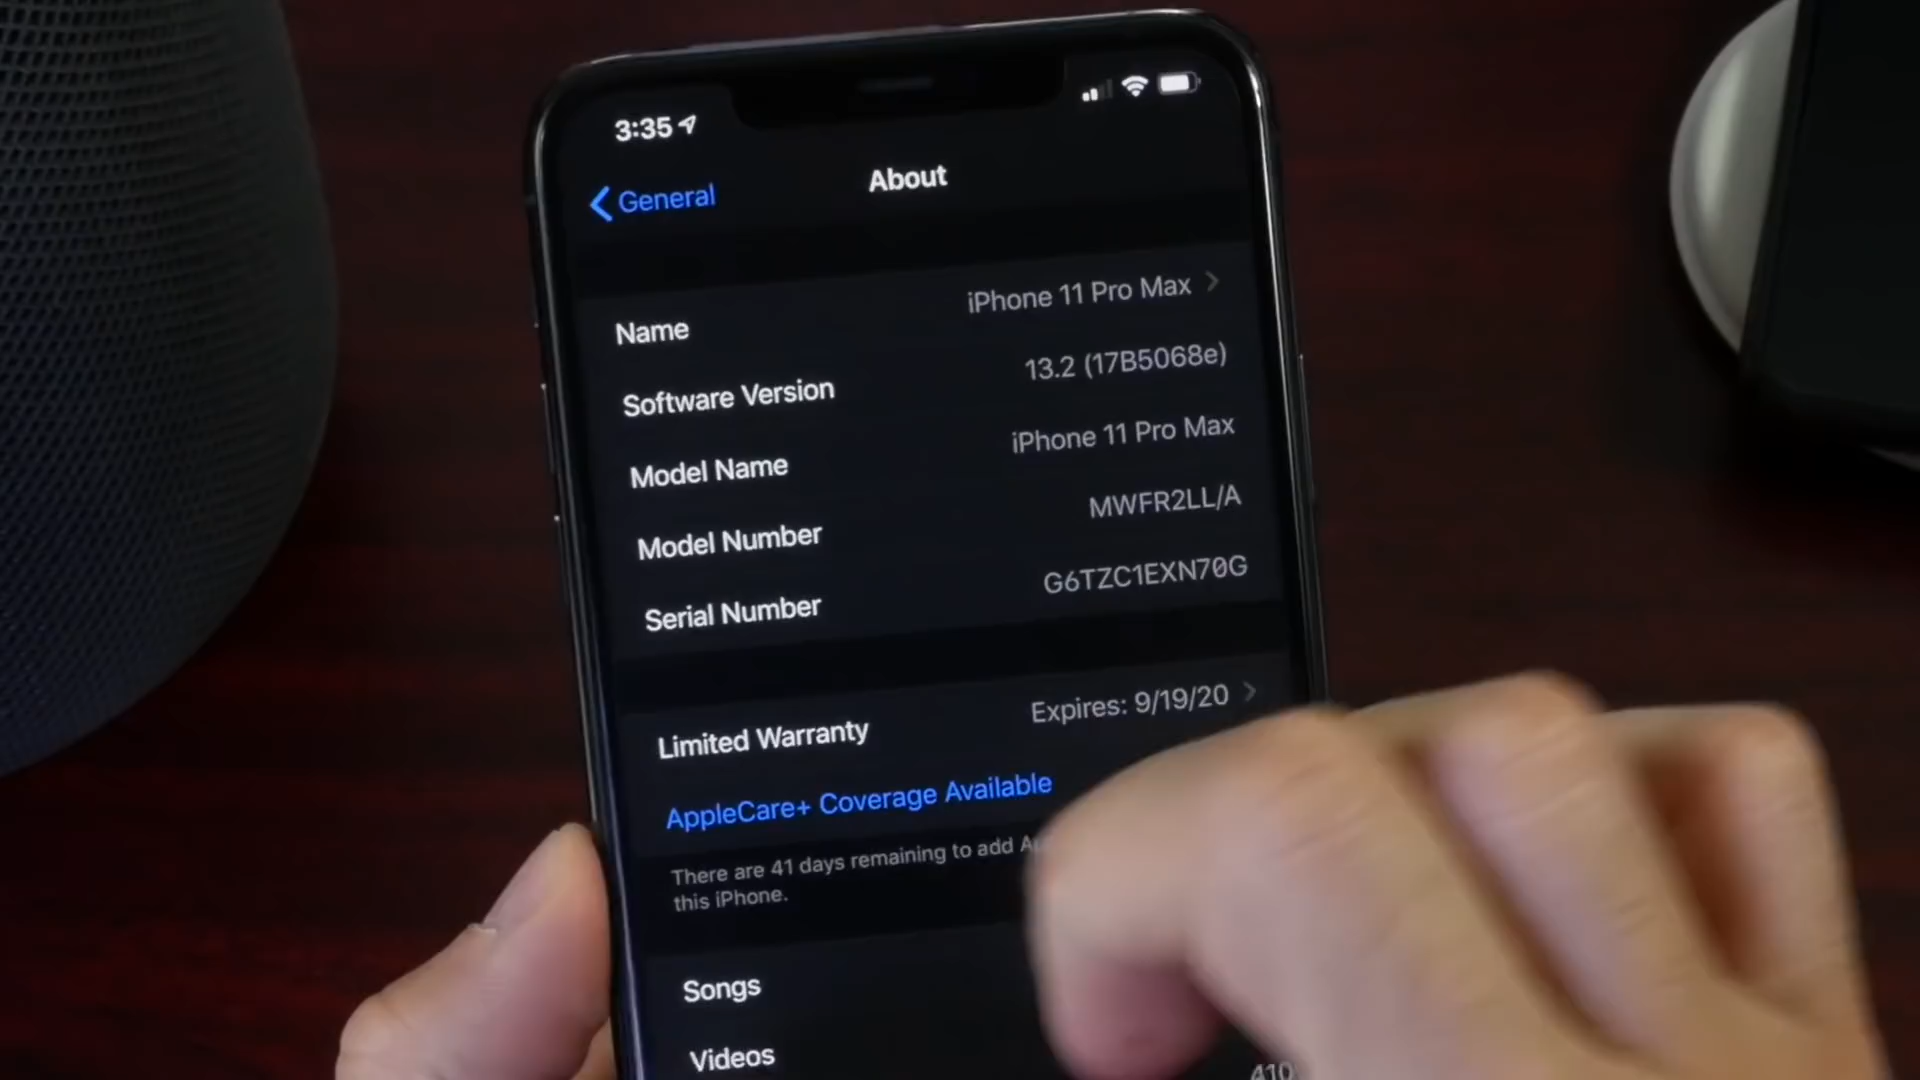 3:35
General
About
Name
iPhone 11 Pro Max
Software Version
13.2 (17B5068e)
Model Name
iPhone 11 Pro Max
Model Number
MWFR2LL/A
Serial Number
G6TZC1EXN70G
Limited Warranty
Expires: 9/19/20
AppleCare+ Coverage Available
There are 41 days remaining to add
this iPhone.
Songs
Videos
410